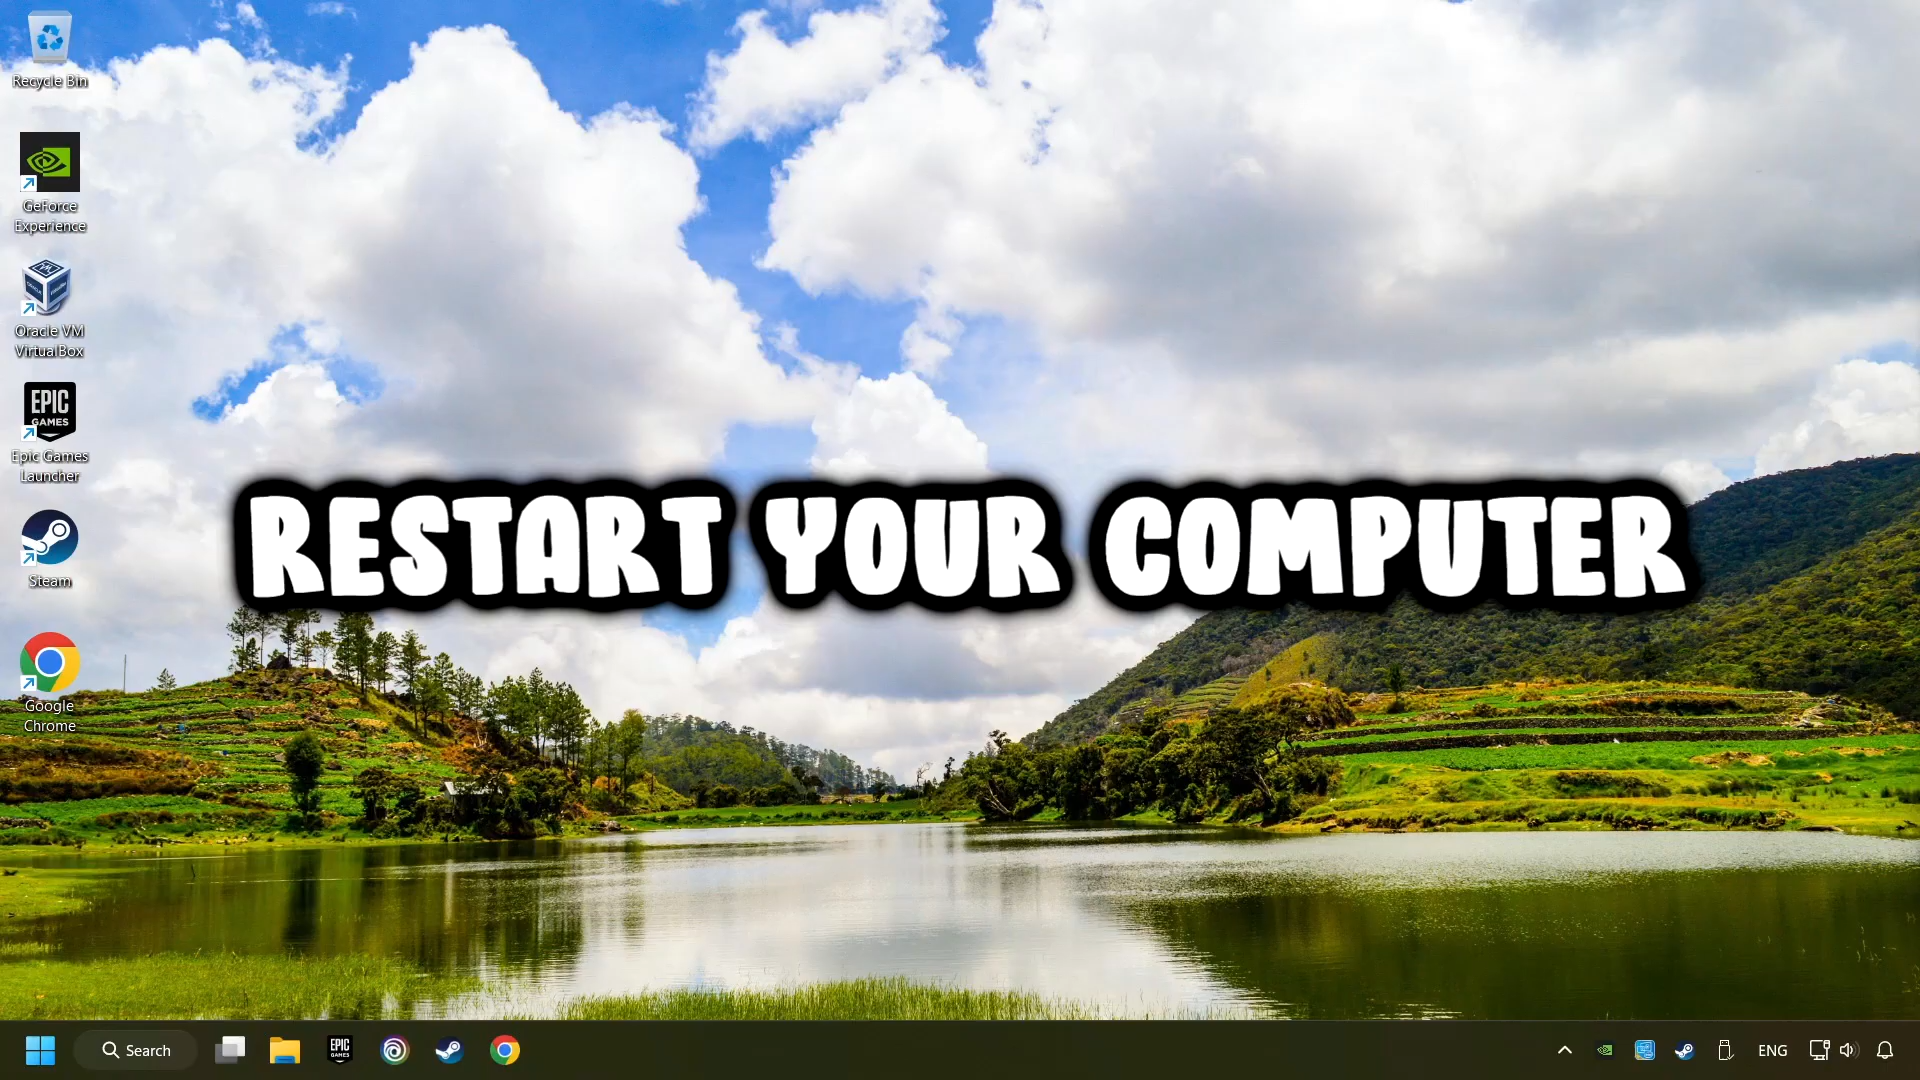 Recycle Bin
GeForce
Experience
Oracle VM
VirtualBox
EPIC
GAMES
Epic Games
Launcher
Steam
Google
Chrome
RESTART YOUR COMPUTER
Search
EPIC
GAMES
ENG